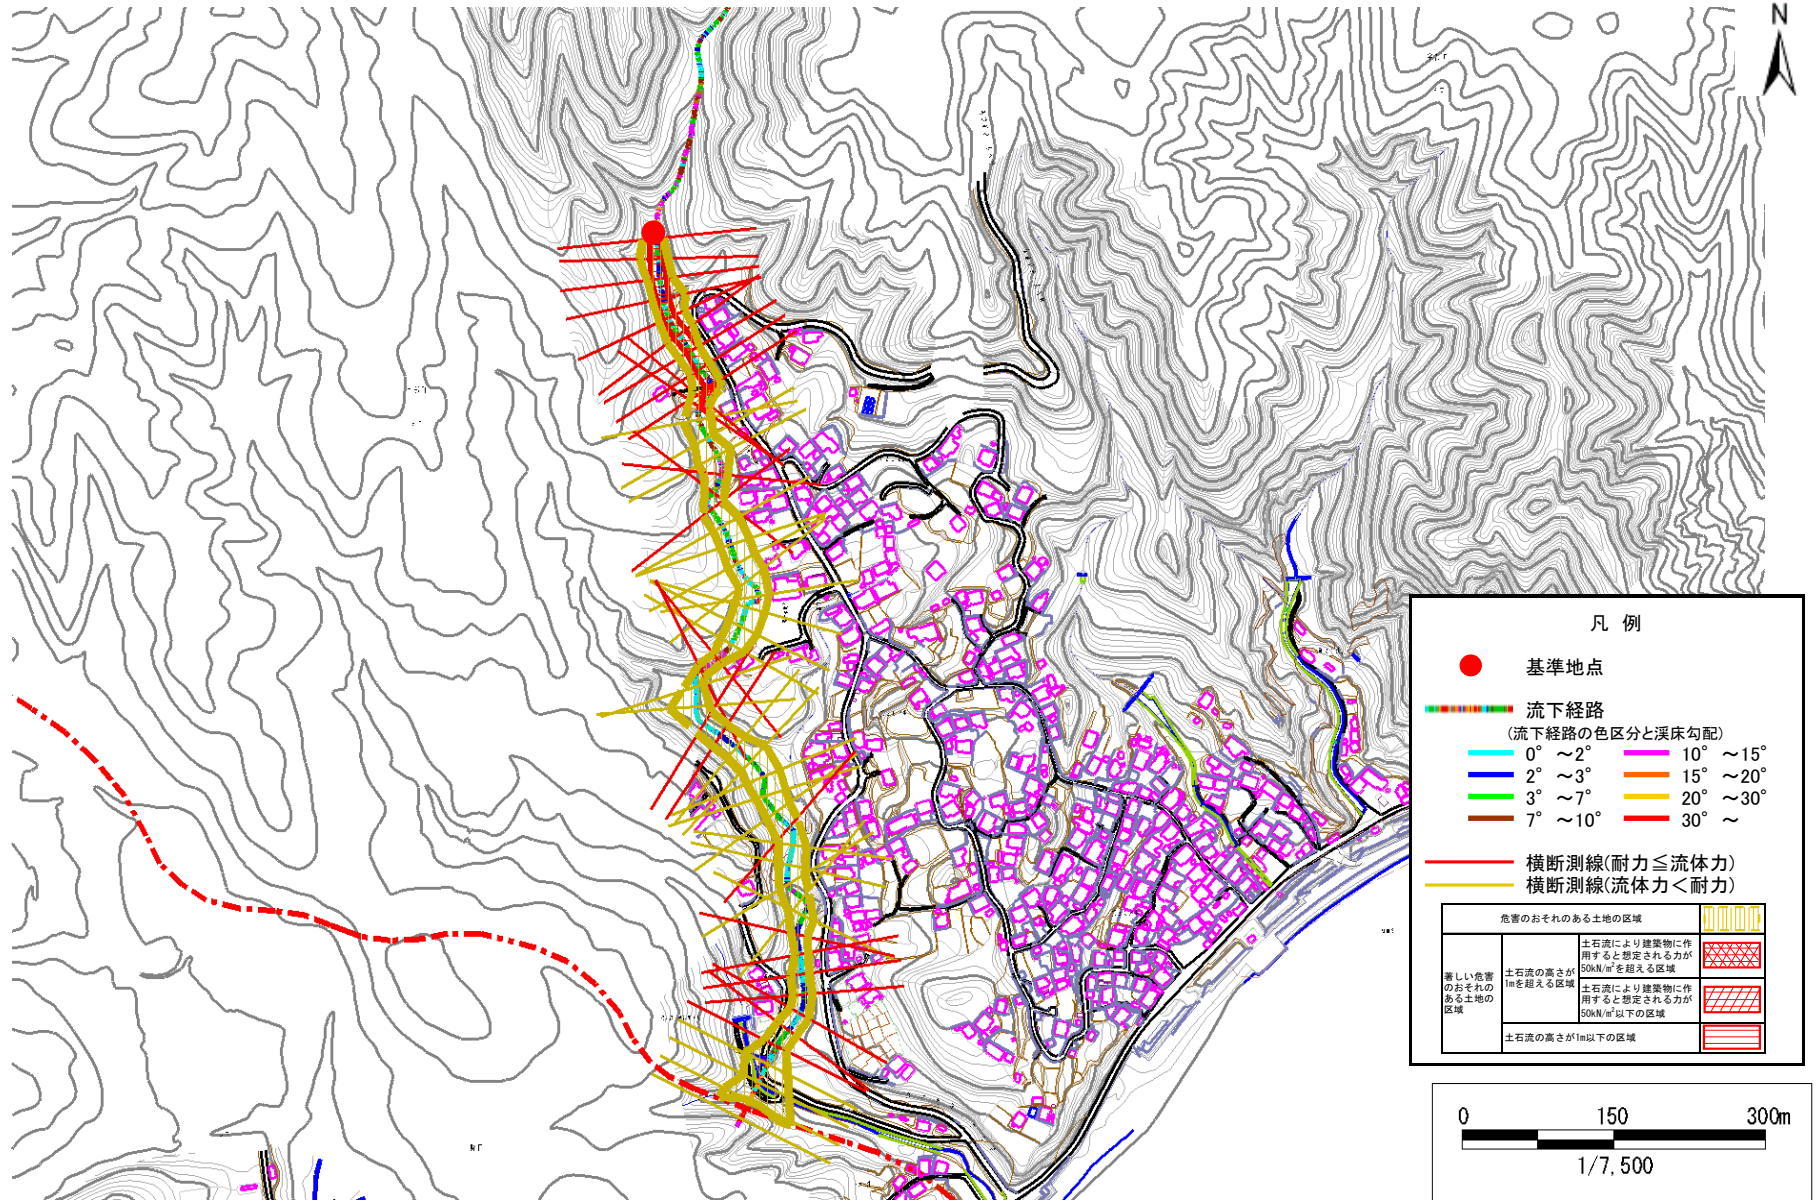 N
凡 例
基準地点
流下経路
(流下経路の色区分と渓床勾配)
0° ～2°
10° ～15°
2° ～3°
15° ～20°
3° ～7°
20° ～30°
7° ～10°
30° ～
横断測線(耐力≦流体力)
横断測線(流体力＜耐力)
危害のおそれのある土地の区域
著しい危害
のおそれの
ある土地の
区域
土石流の高さが
1mを超える区域
土石流により建築物に作
用すると想定される力が
50kN/m²を超える区域
土石流により建築物に作
用すると想定される力が
50kN/m²以下の区域
土石流の高さが1m以下の区域
0 150 300m
1/7,500